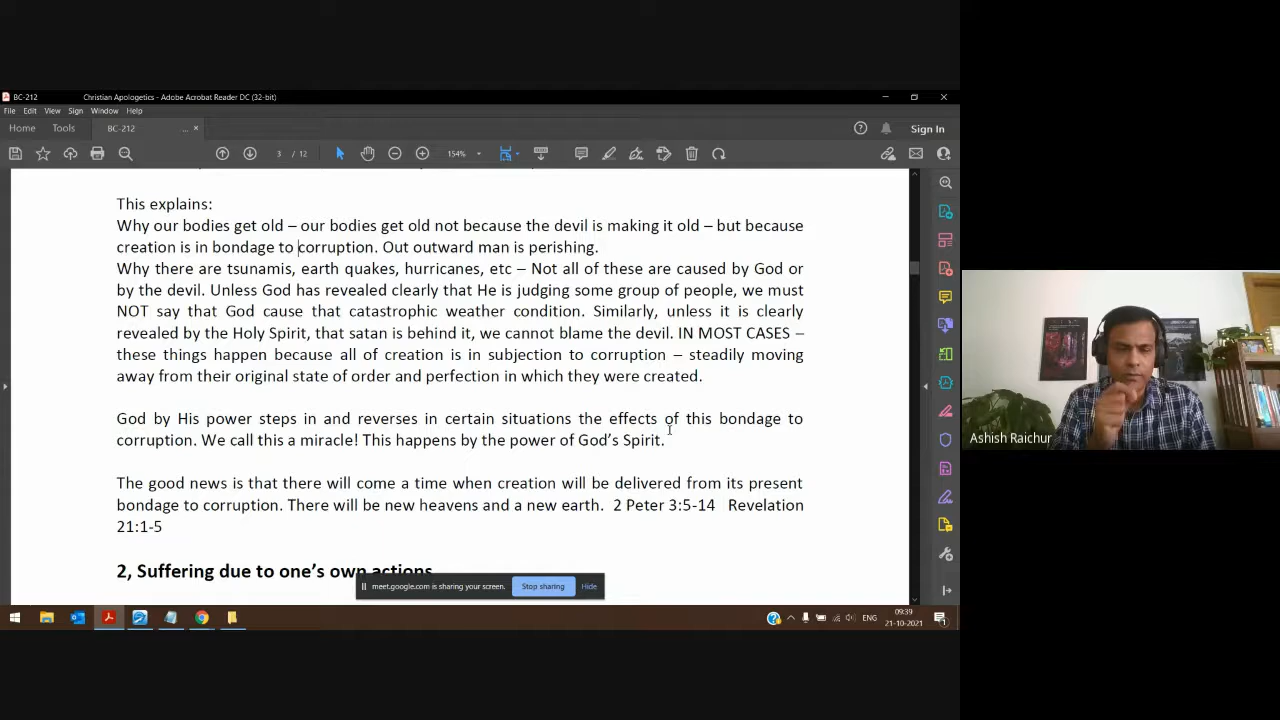 BC-212 Christian Apologetics - Adobe Acrobat Reader DC (32-bit)
File Edit View Sign Window Help
Home Tools BC-212 ... × Sign In
3 / 12 154%
This explains:
Why our bodies get old – our bodies get old not because the devil is making it old – but because
creation is in bondage to corruption. Out outward man is perishing.
Why there are tsunamis, earth quakes, hurricanes, etc – Not all of these are caused by God or
by the devil. Unless God has revealed clearly that He is judging some group of people, we must
NOT say that God cause that catastrophic weather condition. Similarly, unless it is clearly
revealed by the Holy Spirit, that satan is behind it, we cannot blame the devil. IN MOST CASES –
these things happen because all of creation is in subjection to corruption – steadily moving
away from their original state of order and perfection in which they were created.
God by His power steps in and reverses in certain situations the effects of this bondage to
corruption. We call this a miracle! This happens by the power of God's Spirit.
The good news is that there will come a time when creation will be delivered from its present
bondage to corruption. There will be new heavens and a new earth. 2 Peter 3:5-14 Revelation
21:1-5
2, Suffering due to one's own actions
meet.google.com is sharing your screen. Stop sharing Hide
ENG 09:39
21-10-2021
Ashish Raichur